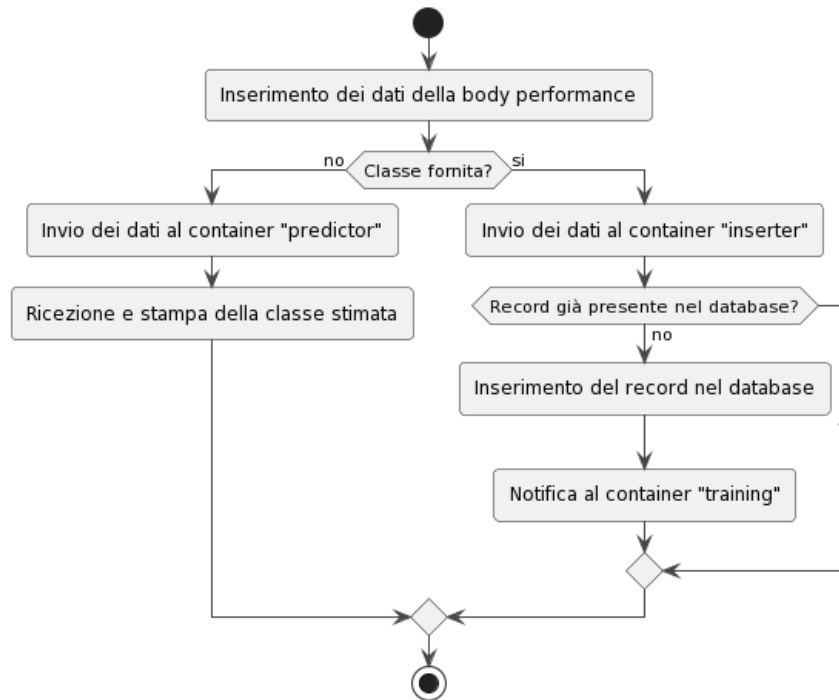 Inserimento dei dati della body performance
no
Classe fornita?
si
Invio dei dati al container "predictor"
Invio dei dati al container "inserter"
Ricezione e stampa della classe stimata
Record già presente nel database?
no
Inserimento del record nel database
Notifica al container "training"